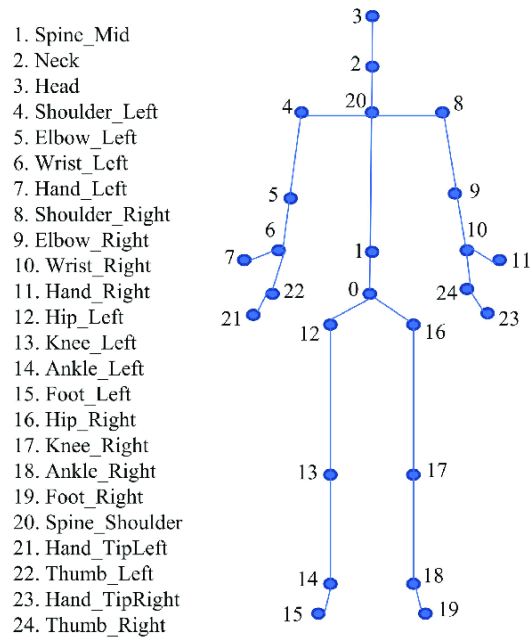 1. Spine_Mid
2. Neck
3. Head
4. Shoulder_Left
5. Elbow_Left
6. Wrist_Left
7. Hand_Left
8. Shoulder_Right
9. Elbow_Right
10. Wrist_Right
11. Hand_Right
12. Hip_Left
13. Knee_Left
14. Ankle_Left
15. Foot_Left
16. Hip_Right
17. Knee_Right
18. Ankle_Right
19. Foot_Right
20. Spine_Shoulder
21. Hand_TipLeft
22. Thumb_Left
23. Hand_TipRight
24. Thumb_Right
3
2
4 20 8
5 9
6 10
7 1 11
22 0 24
21 23
12 16
13 17
14 18
15 19